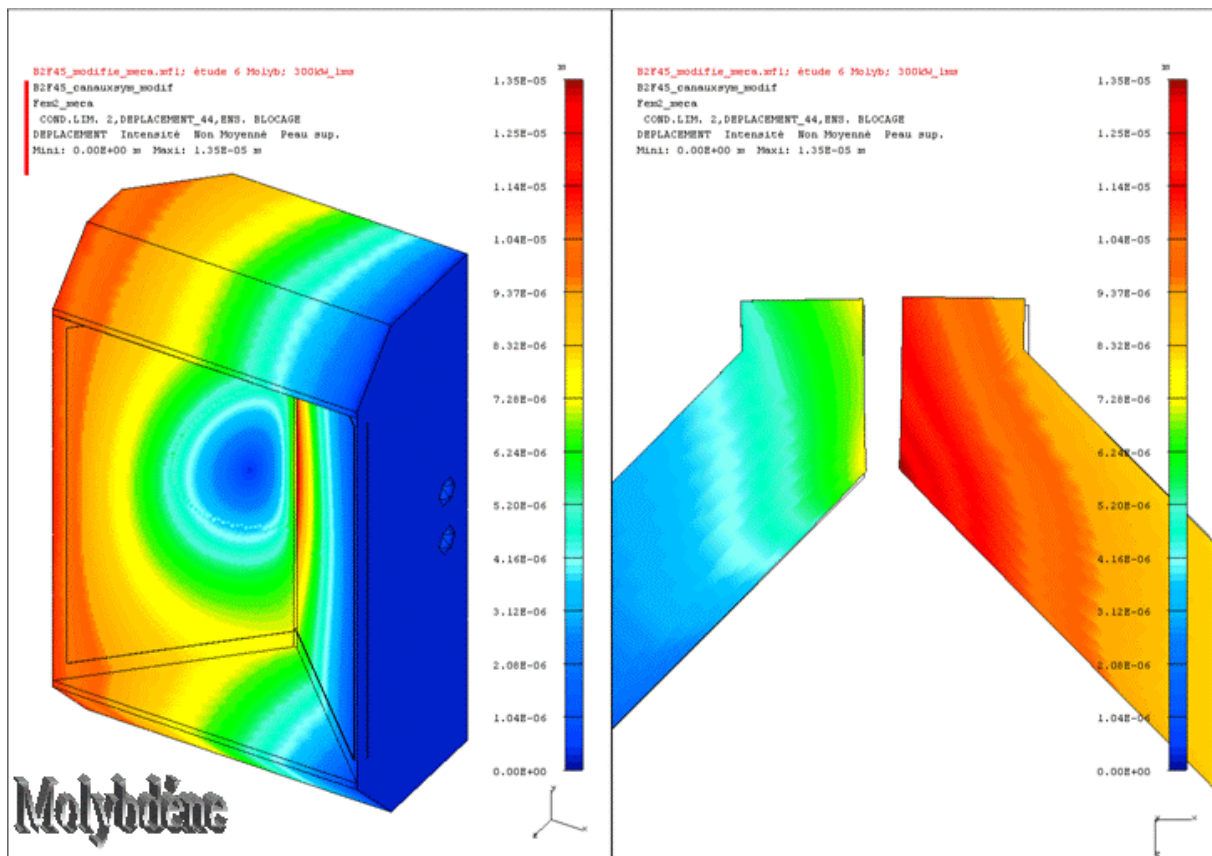 B2F45_modifie_meca.mfl; étude 6 Molyb; 300kW_1mm
B2F45_canauxsym_modif
Fem2_meca
COND.LIM. 2,DEPLACEMENT_44,ENS. BLOCAGE
DEPLACEMENT Intensité Non Moyenné Peau sup.
Mini: 0.00E+00 m Maxi: 1.35E-05 m
m
1.35E-05
1.25E-05
1.14E-05
1.04E-05
9.37E-06
8.32E-06
7.28E-06
6.24E-06
5.20E-06
4.16E-06
3.12E-06
2.08E-06
1.04E-06
0.00E+00
Molybdène
Y
X
Z
B2F45_modifie_meca.mfl; étude 6 Molyb; 300kW_1mm
B2F45_canauxsym_modif
Fem2_meca
COND.LIM. 2,DEPLACEMENT_44,ENS. BLOCAGE
DEPLACEMENT Intensité Non Moyenné Peau sup.
Mini: 0.00E+00 m Maxi: 1.35E-05 m
m
1.35E-05
1.25E-05
1.14E-05
1.04E-05
9.37E-06
8.32E-06
7.28E-06
6.24E-06
5.20E-06
4.16E-06
3.12E-06
2.08E-06
1.04E-06
0.00E+00